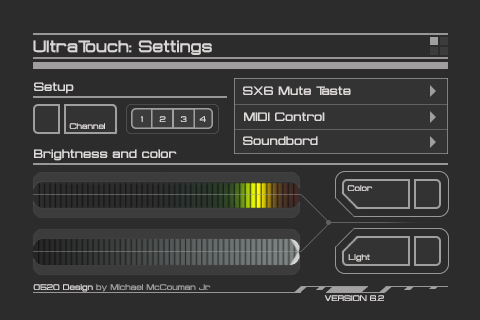 UltraTouch: Settings
Setup
Channel
1 2 3 4
SX6 Mute Taste
MIDI Control
Soundbord
Brightness and color
Color
Light
0620 Design by Michael McCouman Jr
VERSION 6.2